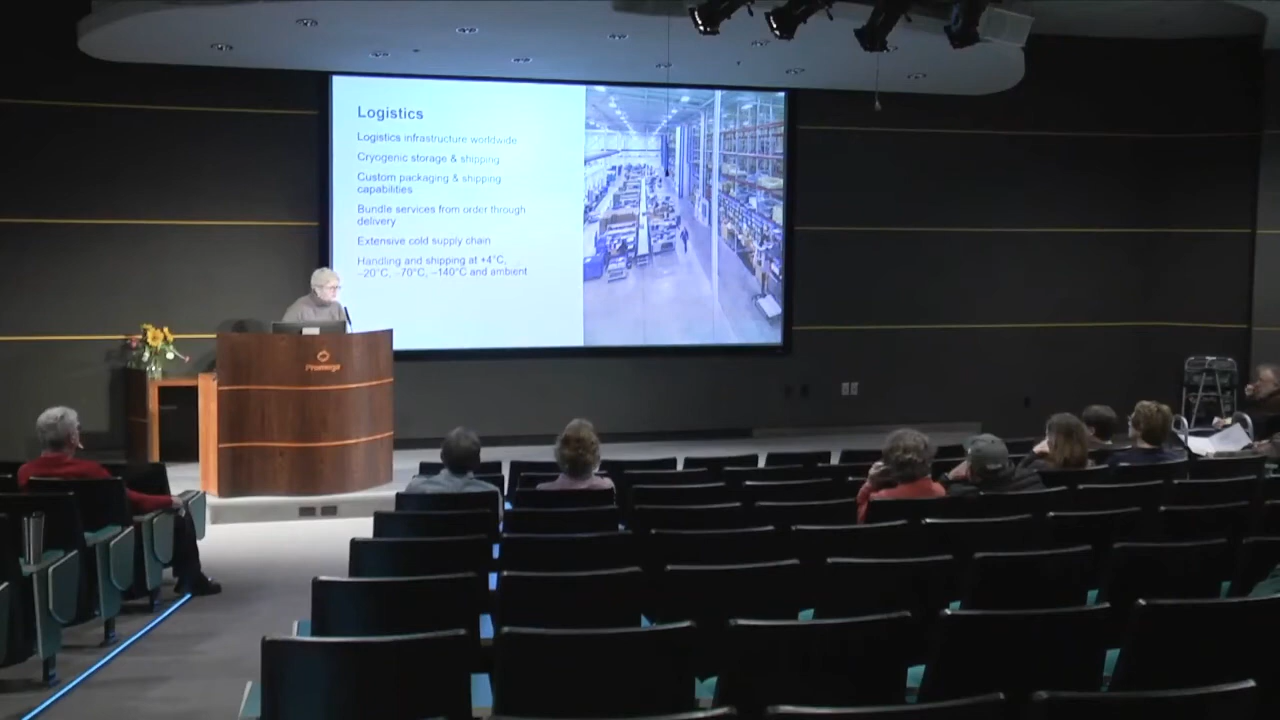 Logistics
Logistics infrastructure worldwide
Cryogenic storage & shipping
Custom packaging & shipping
capabilities
Bundle services from order through
delivery
Extensive cold supply chain
Handling and shipping at +4°C,
–20°C, –70°C, –140°C and ambient
Promega